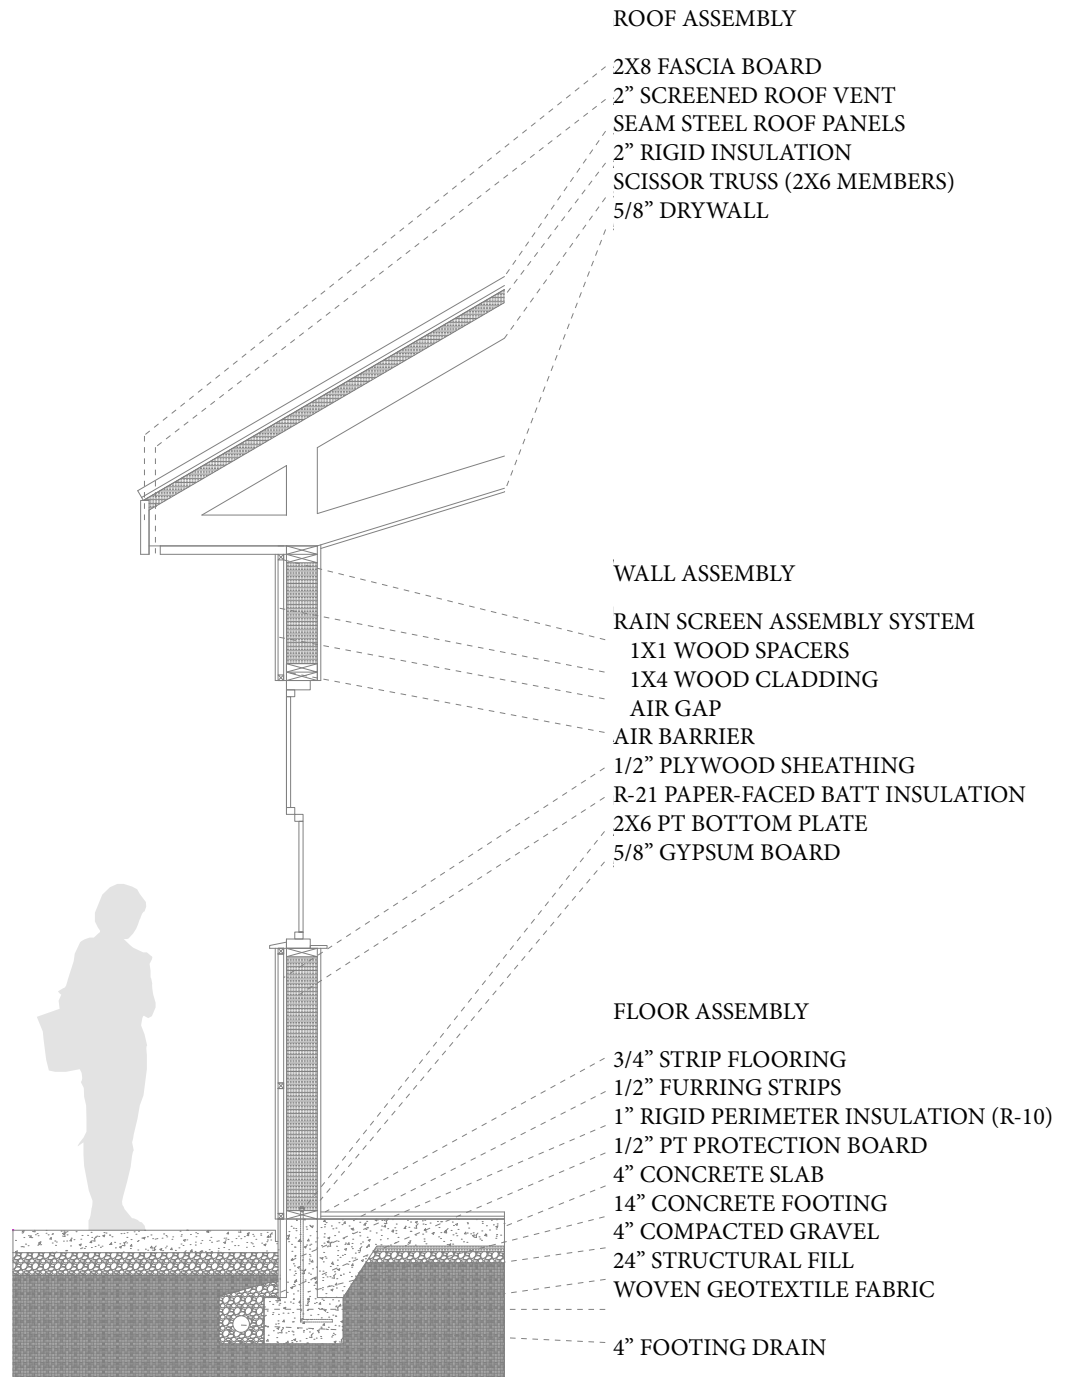 ROOF ASSEMBLY
2X8 FASCIA BOARD
2” SCREENED ROOF VENT
SEAM STEEL ROOF PANELS
2” RIGID INSULATION
SCISSOR TRUSS (2X6 MEMBERS)
5/8” DRYWALL
WALL ASSEMBLY
RAIN SCREEN ASSEMBLY SYSTEM
1X1 WOOD SPACERS
1X4 WOOD CLADDING
AIR GAP
AIR BARRIER
1/2” PLYWOOD SHEATHING
R-21 PAPER-FACED BATT INSULATION
2X6 PT BOTTOM PLATE
5/8” GYPSUM BOARD
FLOOR ASSEMBLY
3/4” STRIP FLOORING
1/2” FURRING STRIPS
1” RIGID PERIMETER INSULATION (R-10)
1/2” PT PROTECTION BOARD
4” CONCRETE SLAB
14” CONCRETE FOOTING
4” COMPACTED GRAVEL
24” STRUCTURAL FILL
WOVEN GEOTEXTILE FABRIC
4” FOOTING DRAIN